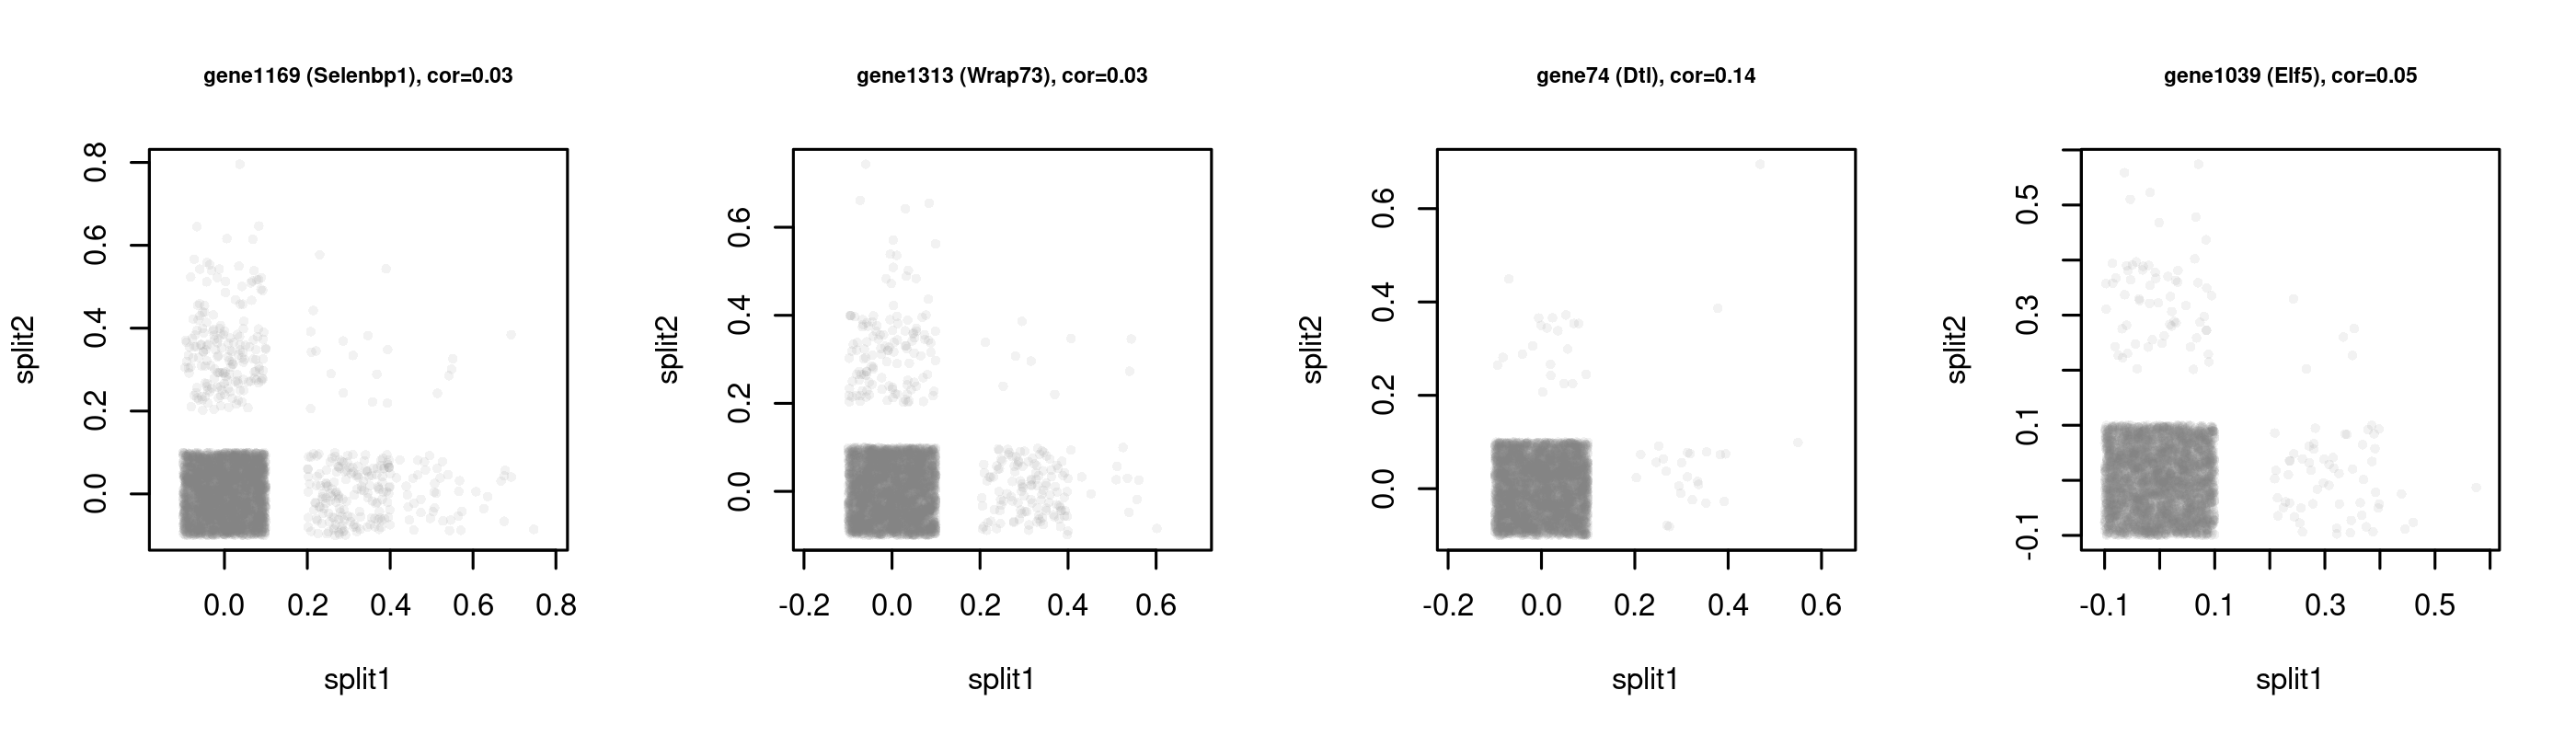 gene1169 (Selenbp1), cor=0.03
split2
0.8
0.6
0.4
0.2
0.0
0.0 0.2 0.4 0.6 0.8
split1
gene1313 (Wrap73), cor=0.03
split2
0.6
0.4
0.2
0.0
-0.2 0.0 0.2 0.4 0.6
split1
gene74 (Dtl), cor=0.14
split2
0.6
0.4
0.2
0.0
-0.2 0.0 0.2 0.4 0.6
split1
gene1039 (Elf5), cor=0.05
split2
0.5
0.3
0.1
-0.1
-0.1 0.1 0.3 0.5
split1